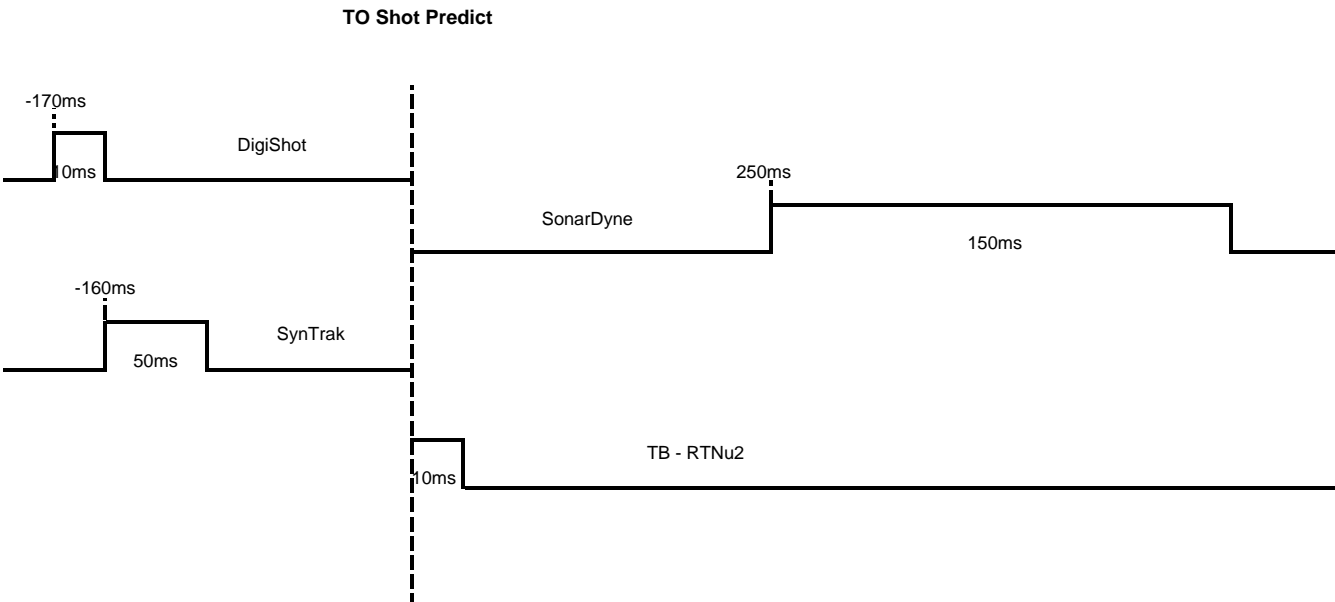 TO Shot Predict
-170ms
DigiShot
10ms
250ms
SonarDyne
150ms
-160ms
SynTrak
50ms
TB - RTNu2
10ms